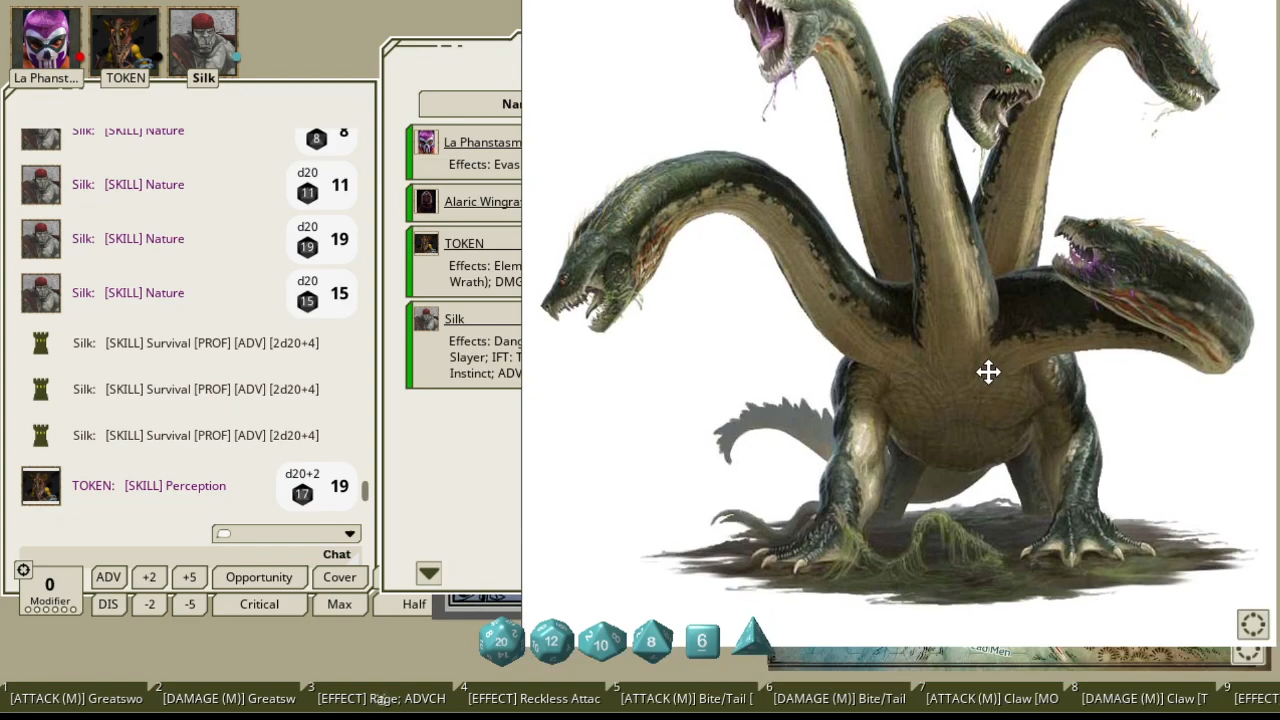 La Phanst...
TOKEN
Silk
Silk: [SKILL] Nature
8
8
Silk: [SKILL] Nature
d20
11
11
Silk: [SKILL] Nature
d20
19
19
Silk: [SKILL] Nature
d20
15
15
Silk: [SKILL] Survival [PROF] [ADV] [2d20+4]
Silk: [SKILL] Survival [PROF] [ADV] [2d20+4]
Silk: [SKILL] Survival [PROF] [ADV] [2d20+4]
TOKEN: [SKILL] Perception
d20+2
17
19
Chat
0
Modifier
ADV
+2
+5
Opportunity
Cover
DIS
-2
-5
Critical
Max
Half
Nar
La Phanstasm
Effects: Evas
Alaric Wingra
TOKEN
Effects: Elem
Wrath); DMG
Silk
Effects: Dang
Slayer; IFT: T
Instinct; ADV
20
12
10
8
6
Men
1
[ATTACK (M)] Greatswo
2
[DAMAGE (M)] Greatsw
3
[EFFECT] Rage; ADVCH
4
[EFFECT] Reckless Attac
5
[ATTACK (M)] Bite/Tail [
6
[DAMAGE (M)] Bite/Tail
7
[ATTACK (M)] Claw [MO
8
[DAMAGE (M)] Claw [T
9
[EFFECT